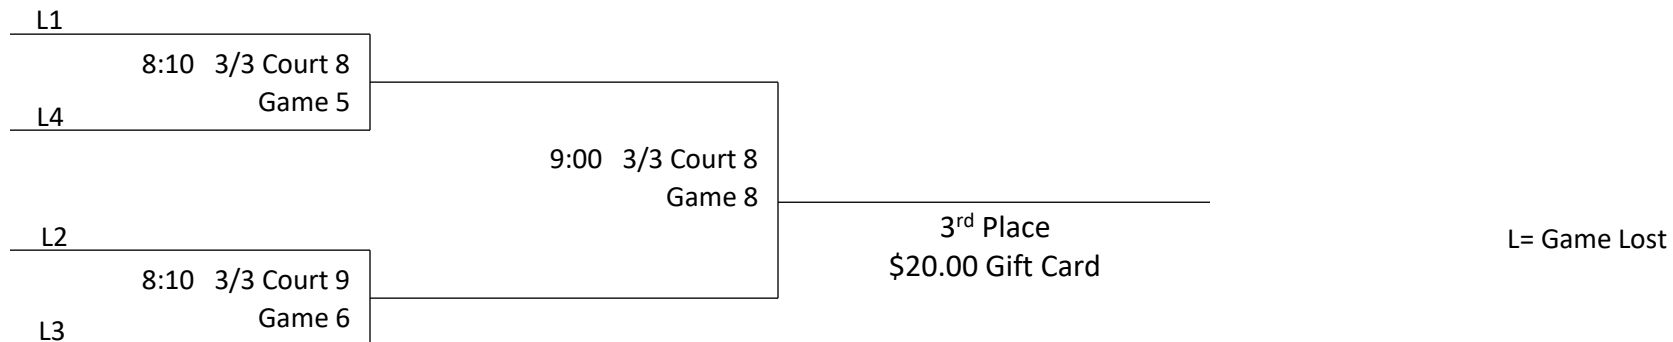 L1
8:10 3/3 Court 8
Game 5
L4
9:00 3/3 Court 8
Game 8
3rd Place
$20.00 Gift Card
L= Game Lost
L2
8:10 3/3 Court 9
Game 6
L3